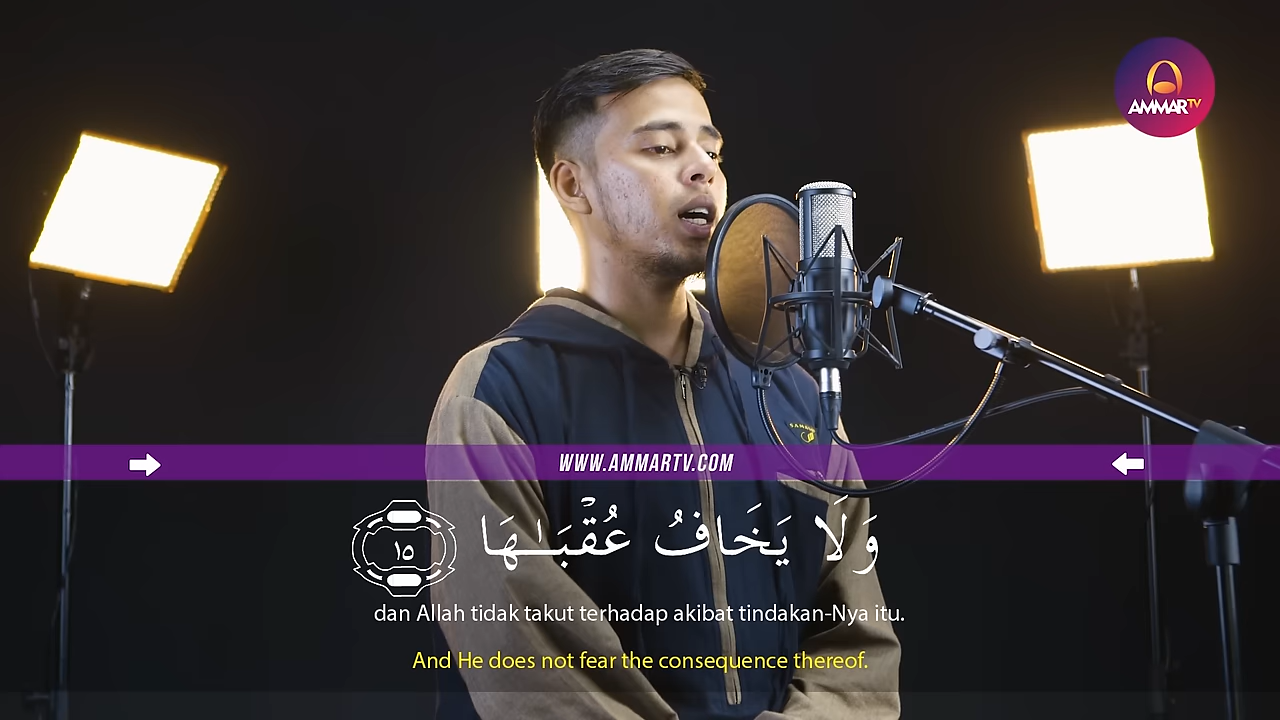 AMMARTV
WWW.AMMARTV.COM
وَلَا يَخَافُ عُقْبَـٰهَا ١٥
dan Allah tidak takut terhadap akibat tindakan-Nya itu.
And He does not fear the consequence thereof.